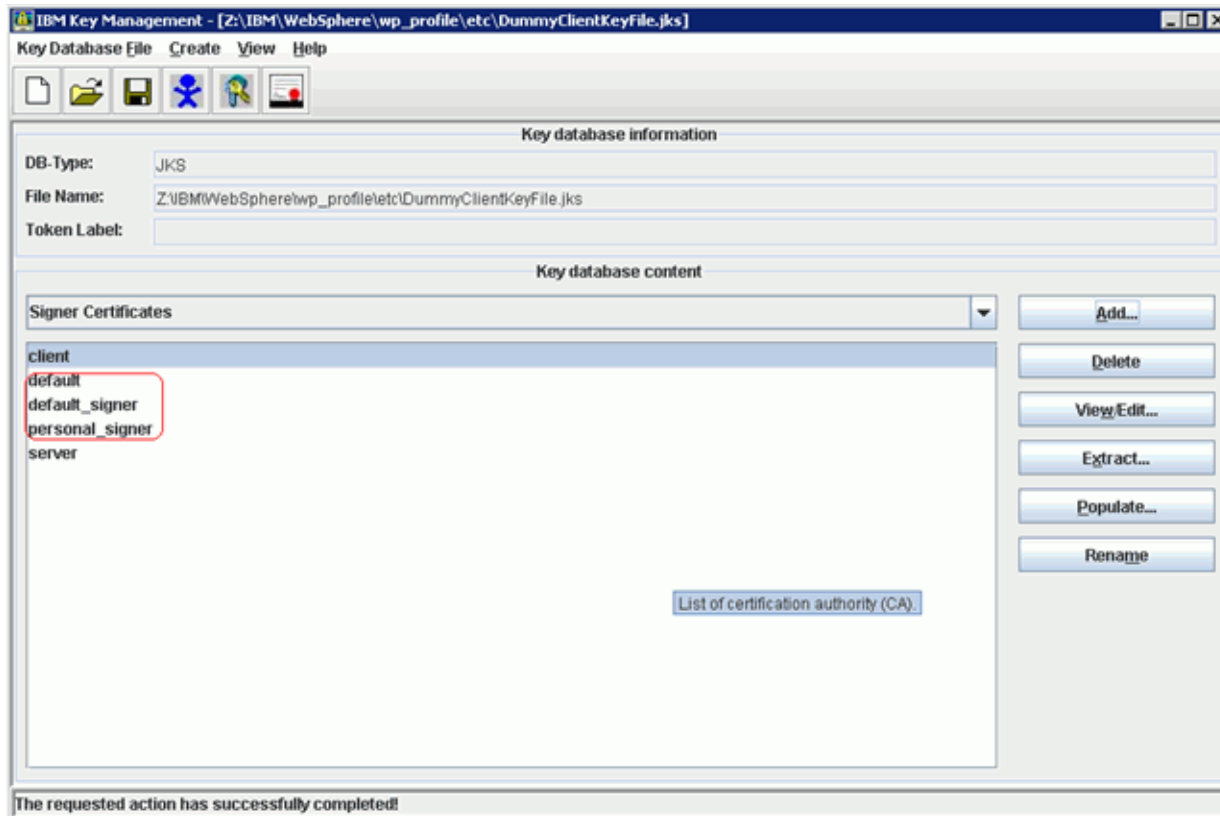 IBM Key Management - [Z:\IBM\WebSphere\wp_profile\etc\DummyClientKeyFile.jks]
Key Database File Create View Help
Key database information
DB-Type: JKS
File Name: Z:\IBM\WebSphere\wp_profile\etc\DummyClientKeyFile.jks
Token Label:
Key database content
Signer Certificates
Add...
client
default
default_signer
personal_signer
server
Delete
View/Edit...
Extract...
Populate...
Rename
List of certification authority (CA).
The requested action has successfully completed!